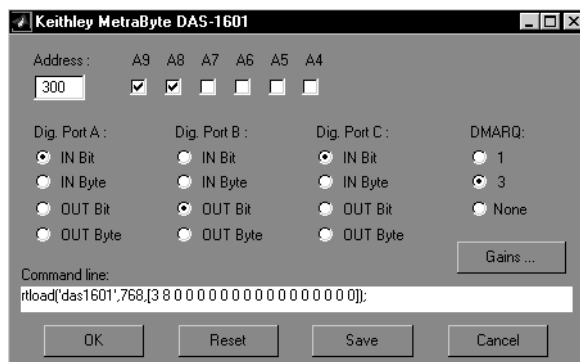 Keithley MetraByte DAS-1601
Address : A9 A8 A7 A6 A5 A4
300
Dig. Port A : Dig. Port B : Dig. Port C : DMARQ:
IN Bit IN Bit IN Bit 1
IN Byte IN Byte IN Byte 3
OUT Bit OUT Bit OUT Bit None
OUT Byte OUT Byte OUT Byte
Gains ...
Command line:
rtload('das1601',768,[3 8 0 0 0 0 0 0 0 0 0 0 0 0 0 0 0 0]);
OK Reset Save Cancel